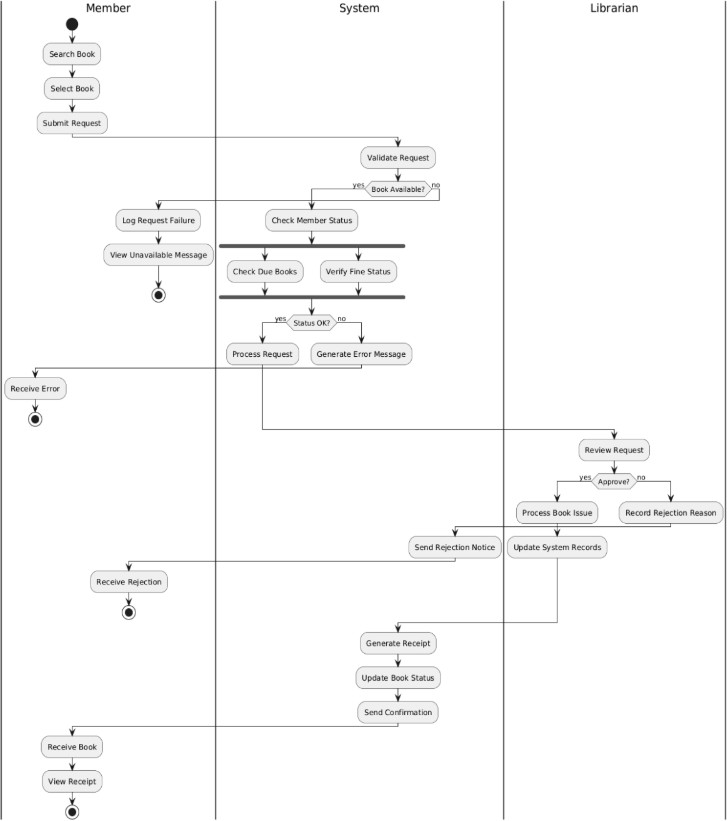 Member
System
Librarian
Search Book
Select Book
Submit Request
Validate Request
yes
Book Available?
no
Log Request Failure
Check Member Status
View Unavailable Message
Check Due Books
Verify Fine Status
yes
Status OK?
no
Process Request
Generate Error Message
Receive Error
Review Request
yes
Approve?
no
Process Book Issue
Record Rejection Reason
Send Rejection Notice
Update System Records
Receive Rejection
Generate Receipt
Update Book Status
Send Confirmation
Receive Book
View Receipt